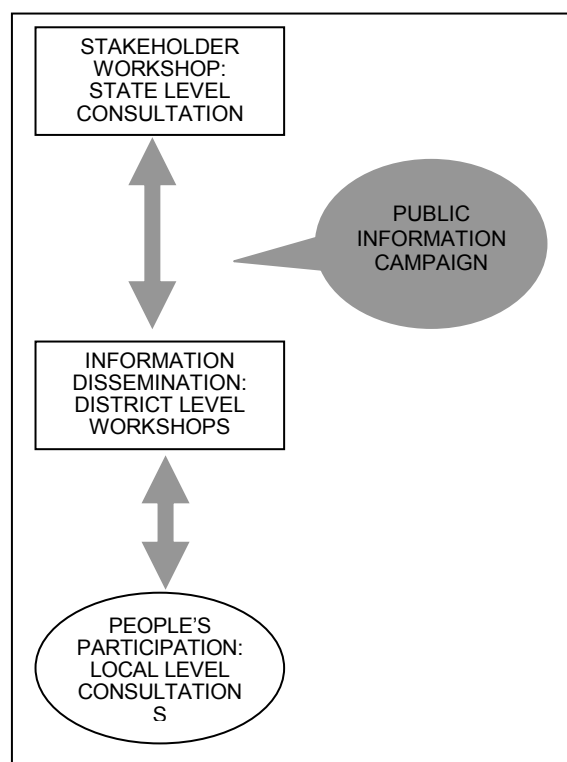 STAKEHOLDER
WORKSHOP:
STATE LEVEL
CONSULTATION
PUBLIC
INFORMATION
CAMPAIGN
INFORMATION
DISSEMINATION:
DISTRICT LEVEL
WORKSHOPS
PEOPLE’S
PARTICIPATION:
LOCAL LEVEL
CONSULTATION
S